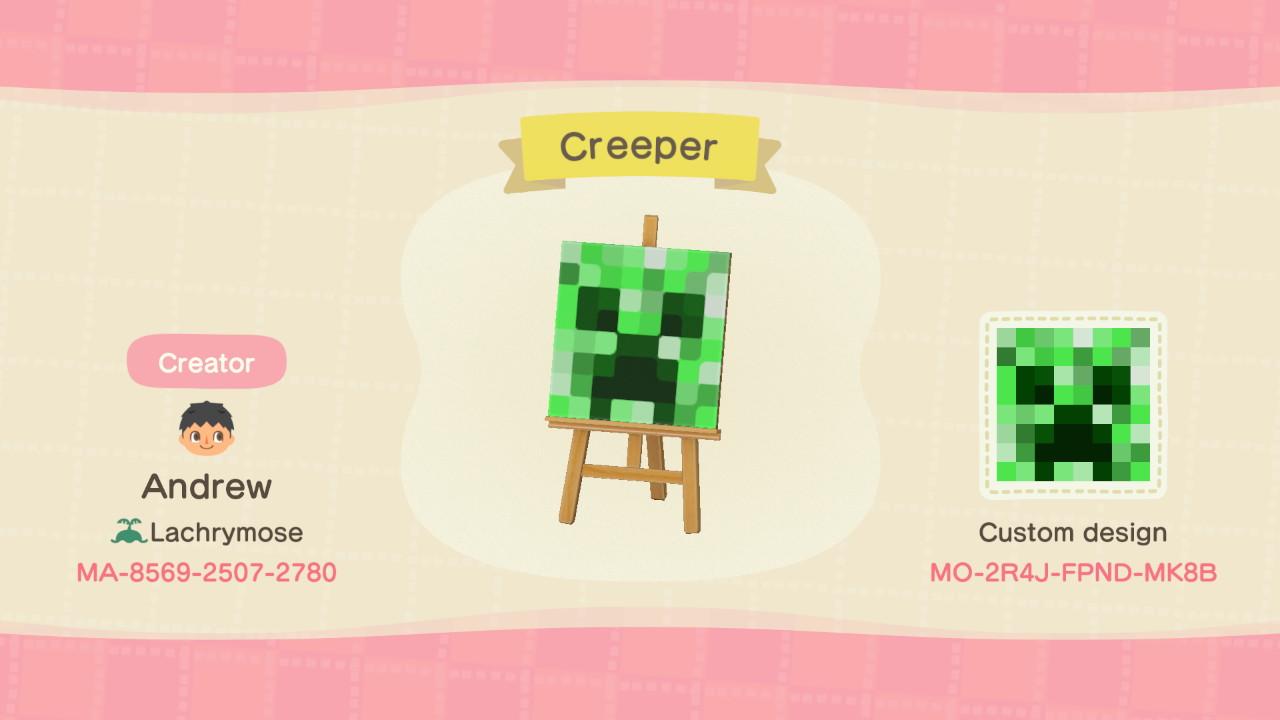 Creeper
Creator
Andrew
Lachrymose
MA-8569-2507-2780
Custom design
MO-2R4J-FPND-MK8B